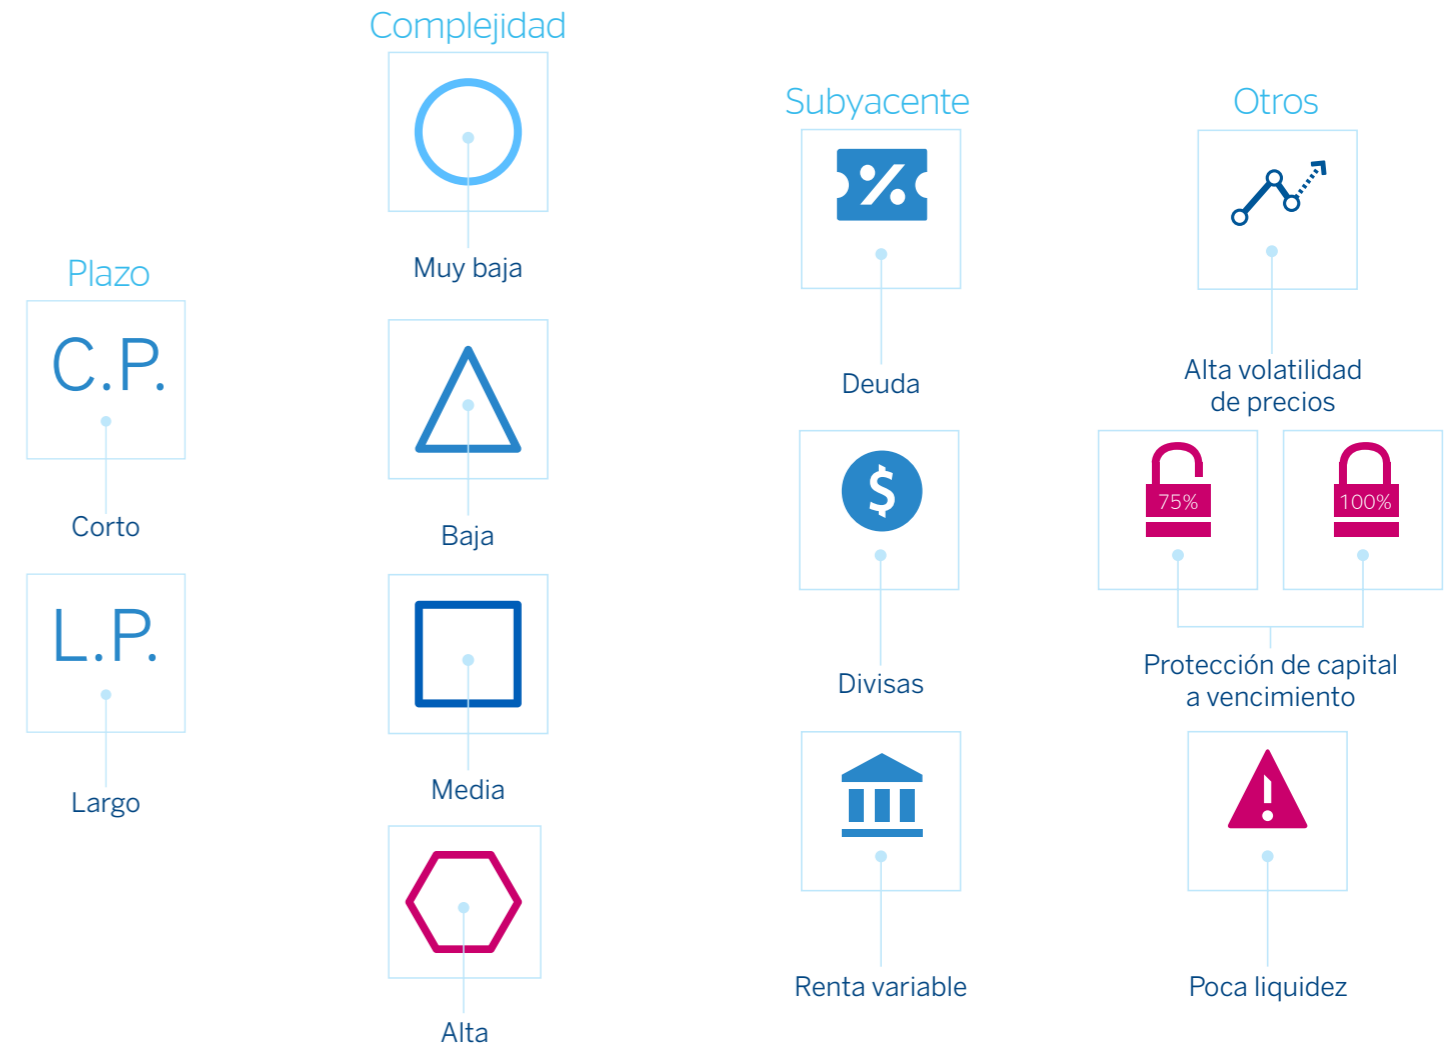 Plazo
C.P.
Corto
L.P.
Largo
Complejidad
Muy baja
Baja
Media
Alta
Subyacente
%
Deuda
$
Divisas
Renta variable
Otros
Alta volatilidad
de precios
75%
100%
Protección de capital
a vencimiento
!
Poca liquidez